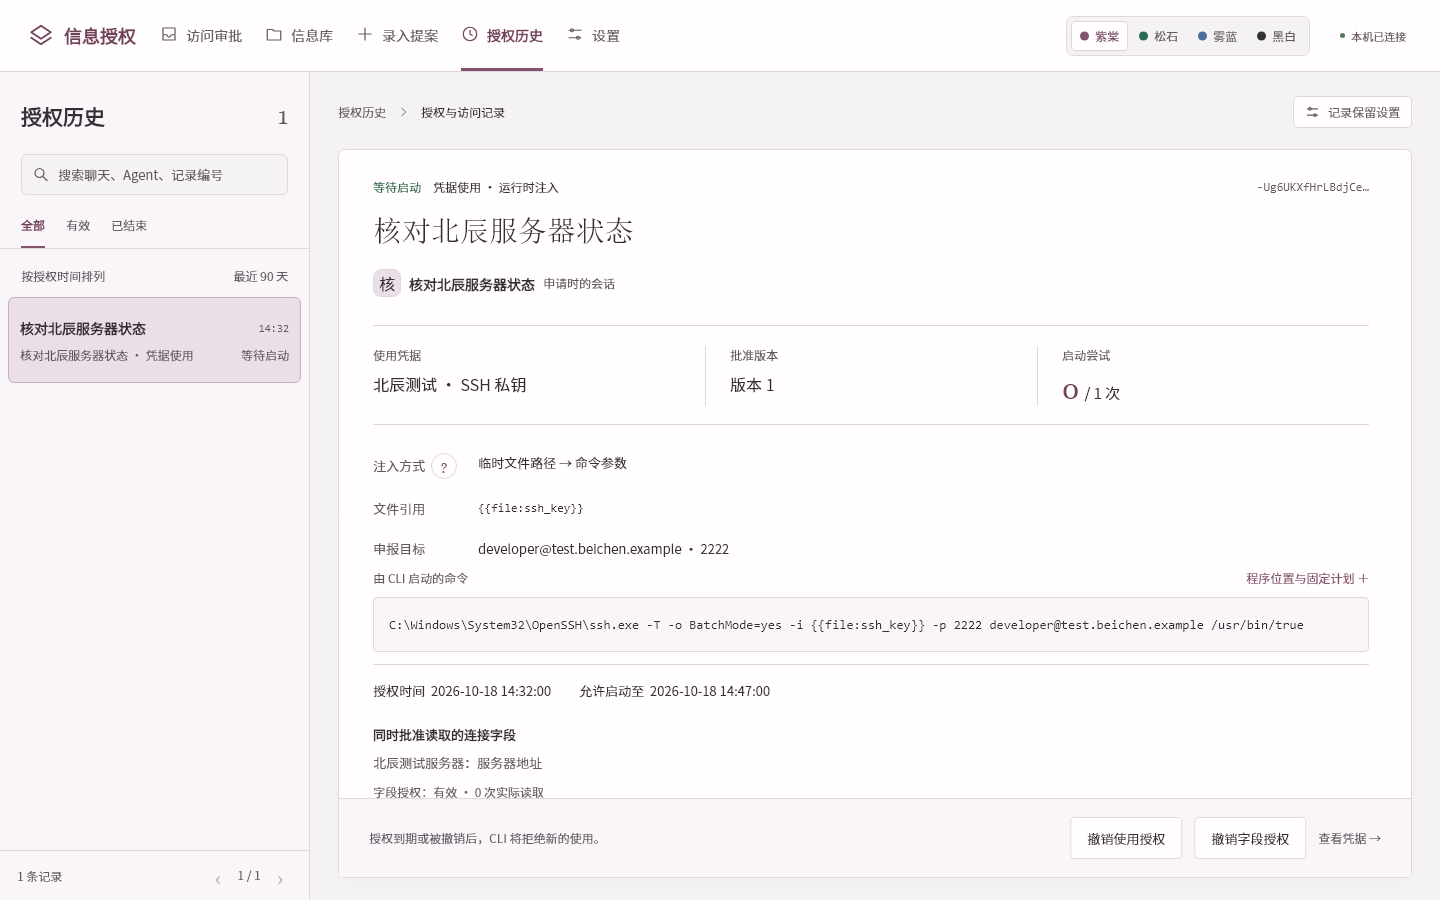 信息授权
访问审批
信息库
录入提案
授权历史
设置
紫棠
松石
雾蓝
黑白
本机已连接
授权历史 1
搜索聊天、Agent、记录编号
全部 有效 已结束
按授权时间排列 最近 90 天
核对北辰服务器状态 14:32
核对北辰服务器状态 · 凭据使用 等待启动
1 条记录 ‹ 1 / 1 ›
授权历史 > 授权与访问记录
记录保留设置
等待启动 凭据使用 · 运行时注入 -Ug6UKXfHrLBdjCe…
核对北辰服务器状态
核 核对北辰服务器状态 申请时的会话
使用凭据
北辰测试 · SSH 私钥
批准版本
版本 1
启动尝试
0 / 1 次
注入方式 ? 临时文件路径 → 命令参数
文件引用 {{file:ssh_key}}
申报目标 developer@test.beichen.example · 2222
由 CLI 启动的命令 程序位置与固定计划 +
C:\Windows\System32\OpenSSH\ssh.exe -T -o BatchMode=yes -i {{file:ssh_key}} -p 2222 developer@test.beichen.example /usr/bin/true
授权时间 2026-10-18 14:32:00 允许启动至 2026-10-18 14:47:00
同时批准读取的连接字段
北辰测试服务器：服务器地址
字段授权：有效 · 0 次实际读取
授权到期或被撤销后，CLI 将拒绝新的使用。
撤销使用授权
撤销字段授权
查看凭据 →